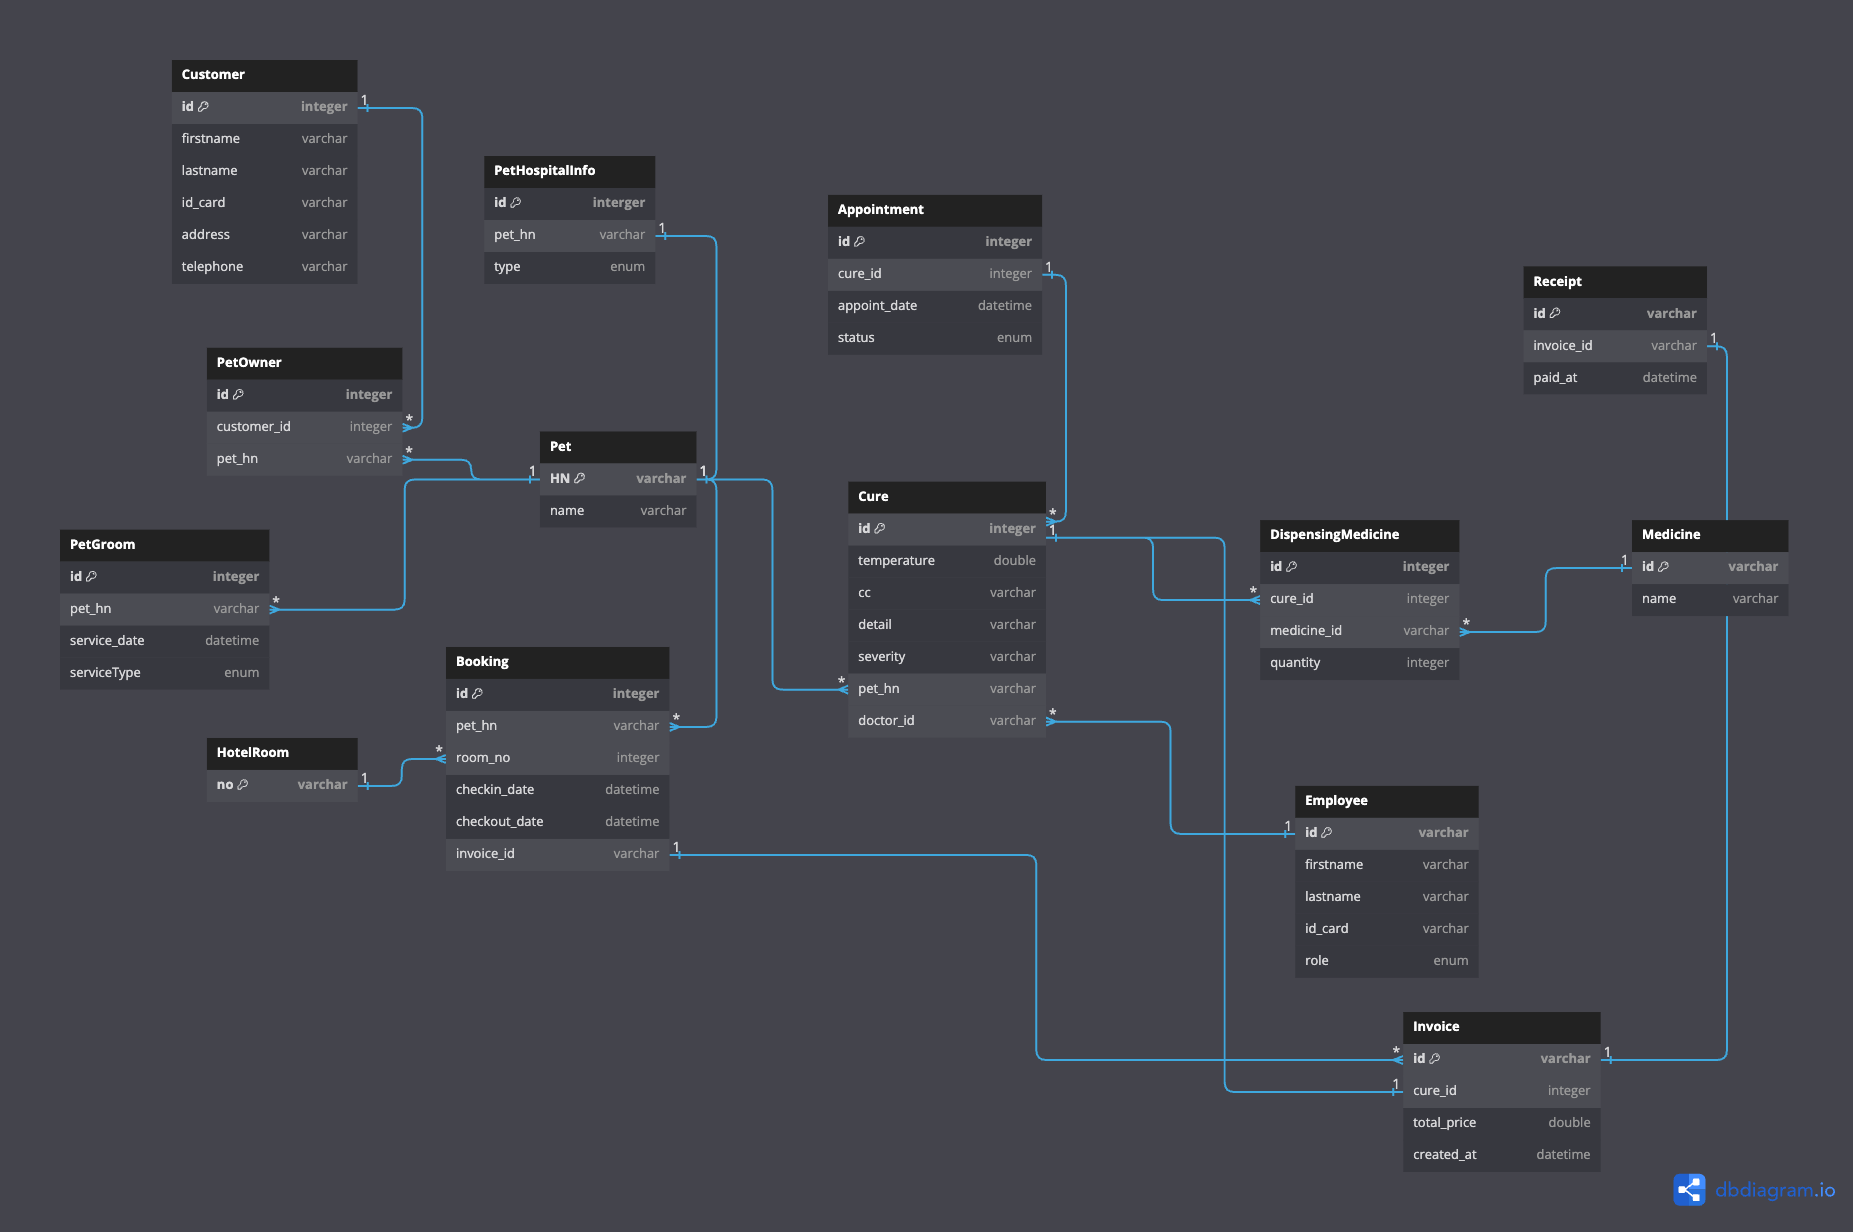 Customer
id integer
firstname varchar
lastname varchar
id_card varchar
address varchar
telephone varchar
1
PetHospitalInfo
id interger
pet_hn varchar
type enum
1
Appointment
id integer
cure_id integer
appoint_date datetime
status enum
1
Receipt
id varchar
invoice_id varchar
paid_at datetime
1
PetOwner
id integer
customer_id integer
pet_hn varchar
*
*
Pet
HN varchar
name varchar
1
1
Cure
id integer
temperature double
cc varchar
detail varchar
severity varchar
pet_hn varchar
doctor_id varchar
*
1
*
*
DispensingMedicine
id integer
cure_id integer
medicine_id varchar
quantity integer
*
*
Medicine
id varchar
name varchar
1
PetGroom
id integer
pet_hn varchar
service_date datetime
serviceType enum
*
Booking
id integer
pet_hn varchar
room_no integer
checkin_date datetime
checkout_date datetime
invoice_id varchar
*
*
1
HotelRoom
no varchar
1
Employee
id varchar
firstname varchar
lastname varchar
id_card varchar
role enum
1
Invoice
id varchar
cure_id integer
total_price double
created_at datetime
*
1
1
dbdiagram.io